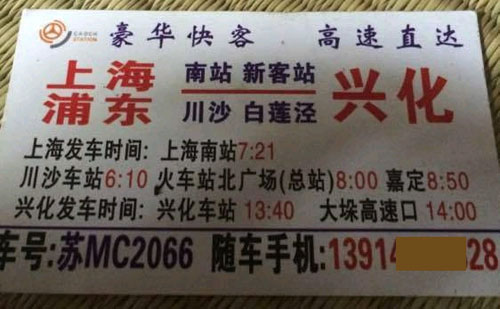 STATION
豪华快客 高速直达
上海 南站 新客站 兴化
浦东 川沙 白莲泾
上海发车时间: 上海南站7:21
川沙车站6:10 火车站北广场(总站)8:00 嘉定8:50
兴化发车时间: 兴化车站 13:40 大垛高速口 14:00
车号:苏MC2066 随车手机:13914 328